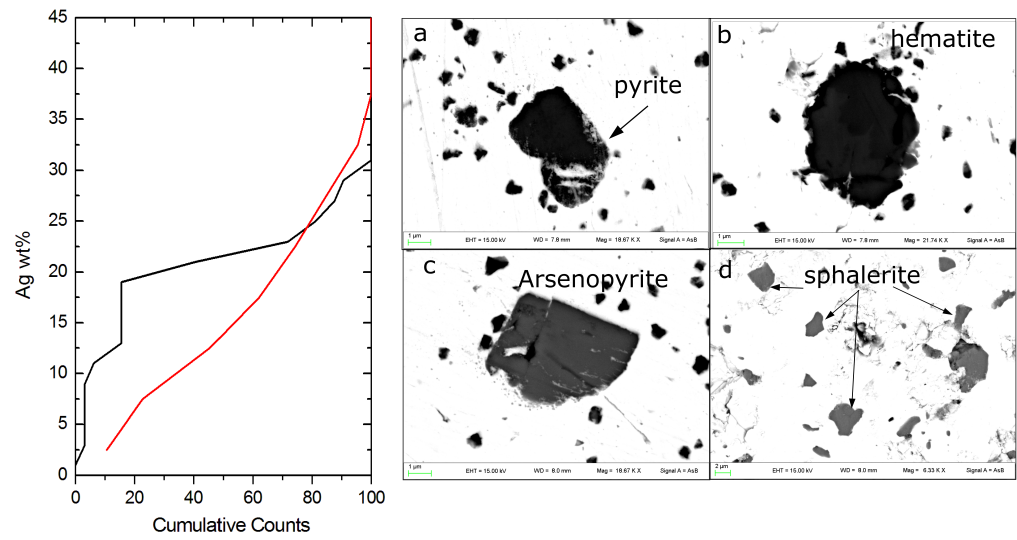 45
40
35
30
25
20
15
10
5
0
Ag wt%
0 20 40 60 80 100
Cumulative Counts
a
pyrite
1 µm EHT = 15.00 kV WD = 7.8 mm Mag = 18.67 K X Signal A = AsB
b
hematite
1 µm EHT = 15.00 kV WD = 7.8 mm Mag = 21.74 K X Signal A = AsB
c
Arsenopyrite
1 µm EHT = 15.00 kV WD = 8.0 mm Mag = 18.67 K X Signal A = AsB
d
sphalerite
2 µm EHT = 15.00 kV WD = 8.0 mm Mag = 6.33 K X Signal A = AsB